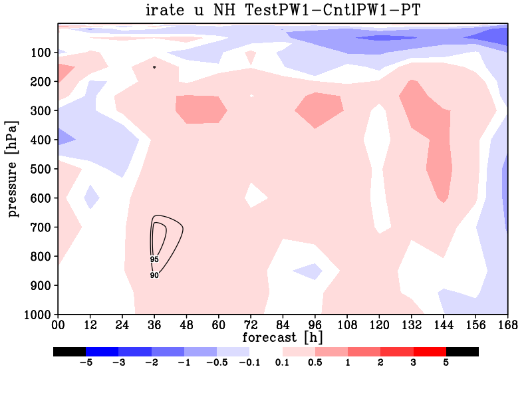 irate u NH TestPW1-CntlPW1-PT
pressure [hPa]
100
200
300
400
500
600
700
800
900
1000
95
90
00 12 24 36 48 60 72 84 96 108 120 132 144 156 168
forecast [h]
-5 -3 -2 -1 -0.5 -0.1 0.1 0.5 1 2 3 5